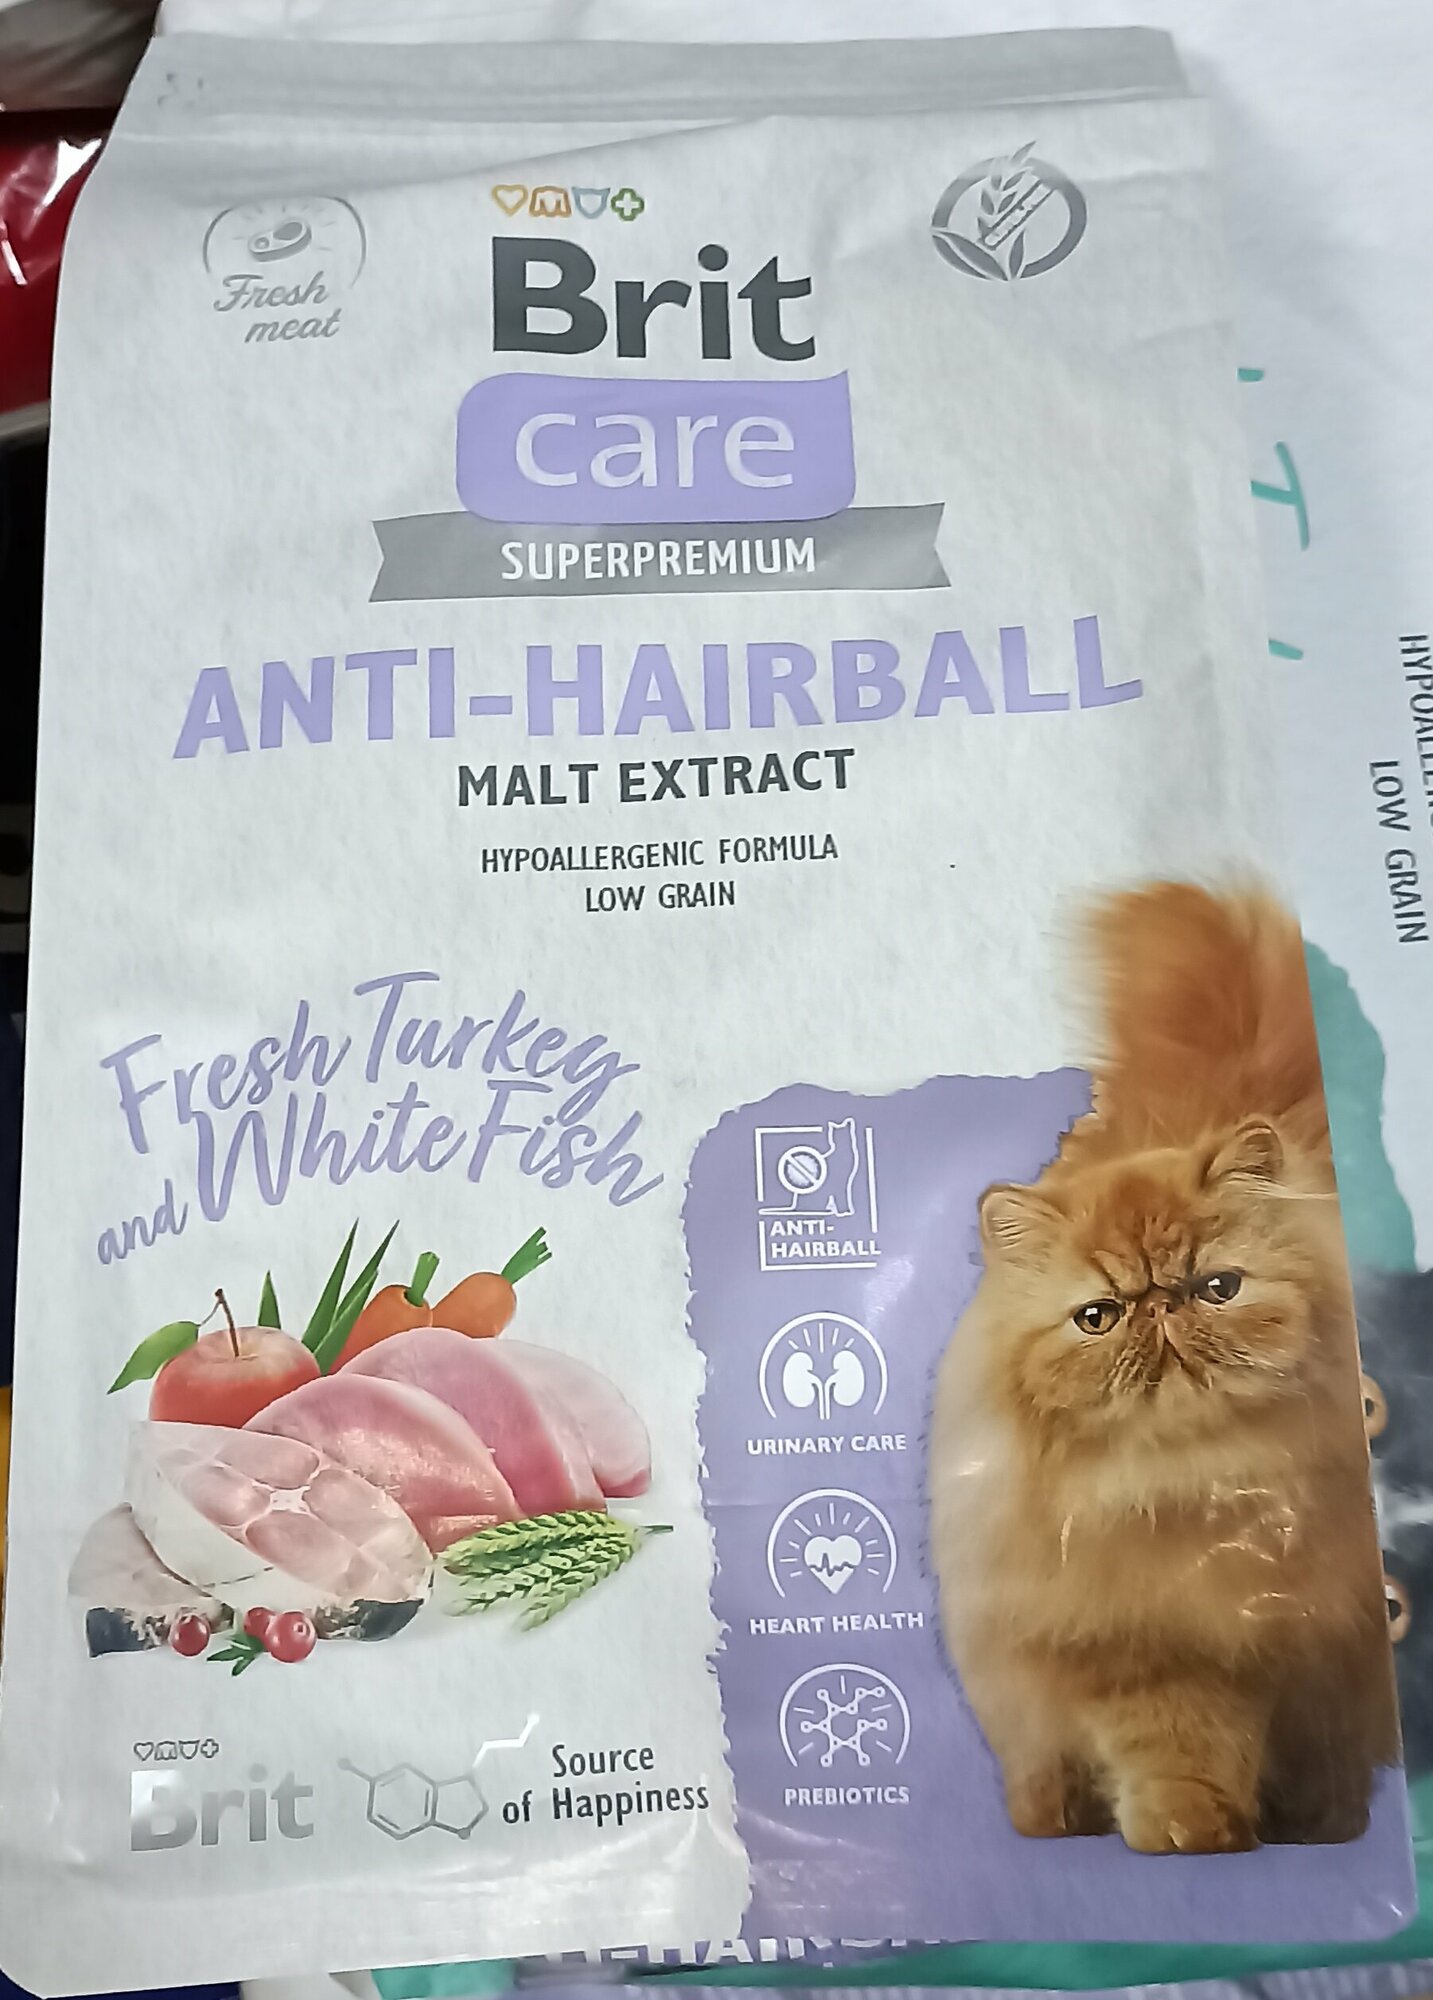 Fresh
meat
Brit
care
SUPERPREMIUM
ANTI-HAIRBALL
MALT EXTRACT
HYPOALLERGENIC FORMULA
LOW GRAIN
Fresh Turkey
and White Fish
ANTI-
HAIRBALL
URINARY CARE
HEART HEALTH
PREBIOTICS
Brit
Source
of Happiness
LOW GRAIN